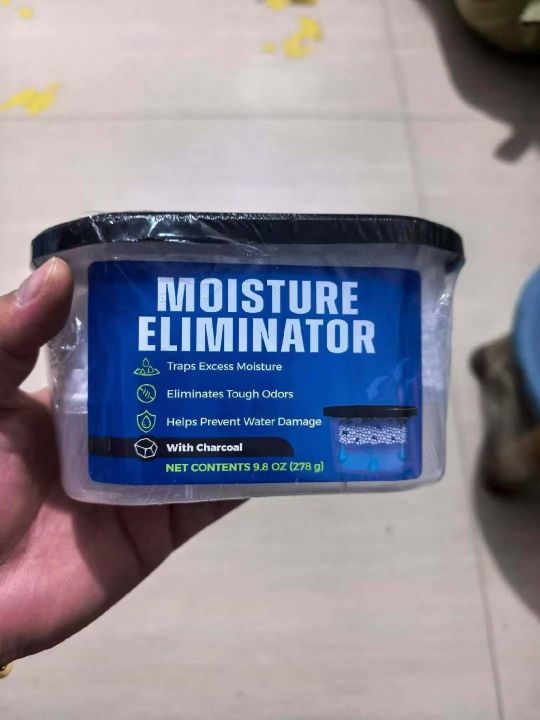 MOISTURE
ELIMINATOR
Traps Excess Moisture
Eliminates Tough Odors
Helps Prevent Water Damage
With Charcoal
NET CONTENTS 9.8 OZ (278 g)